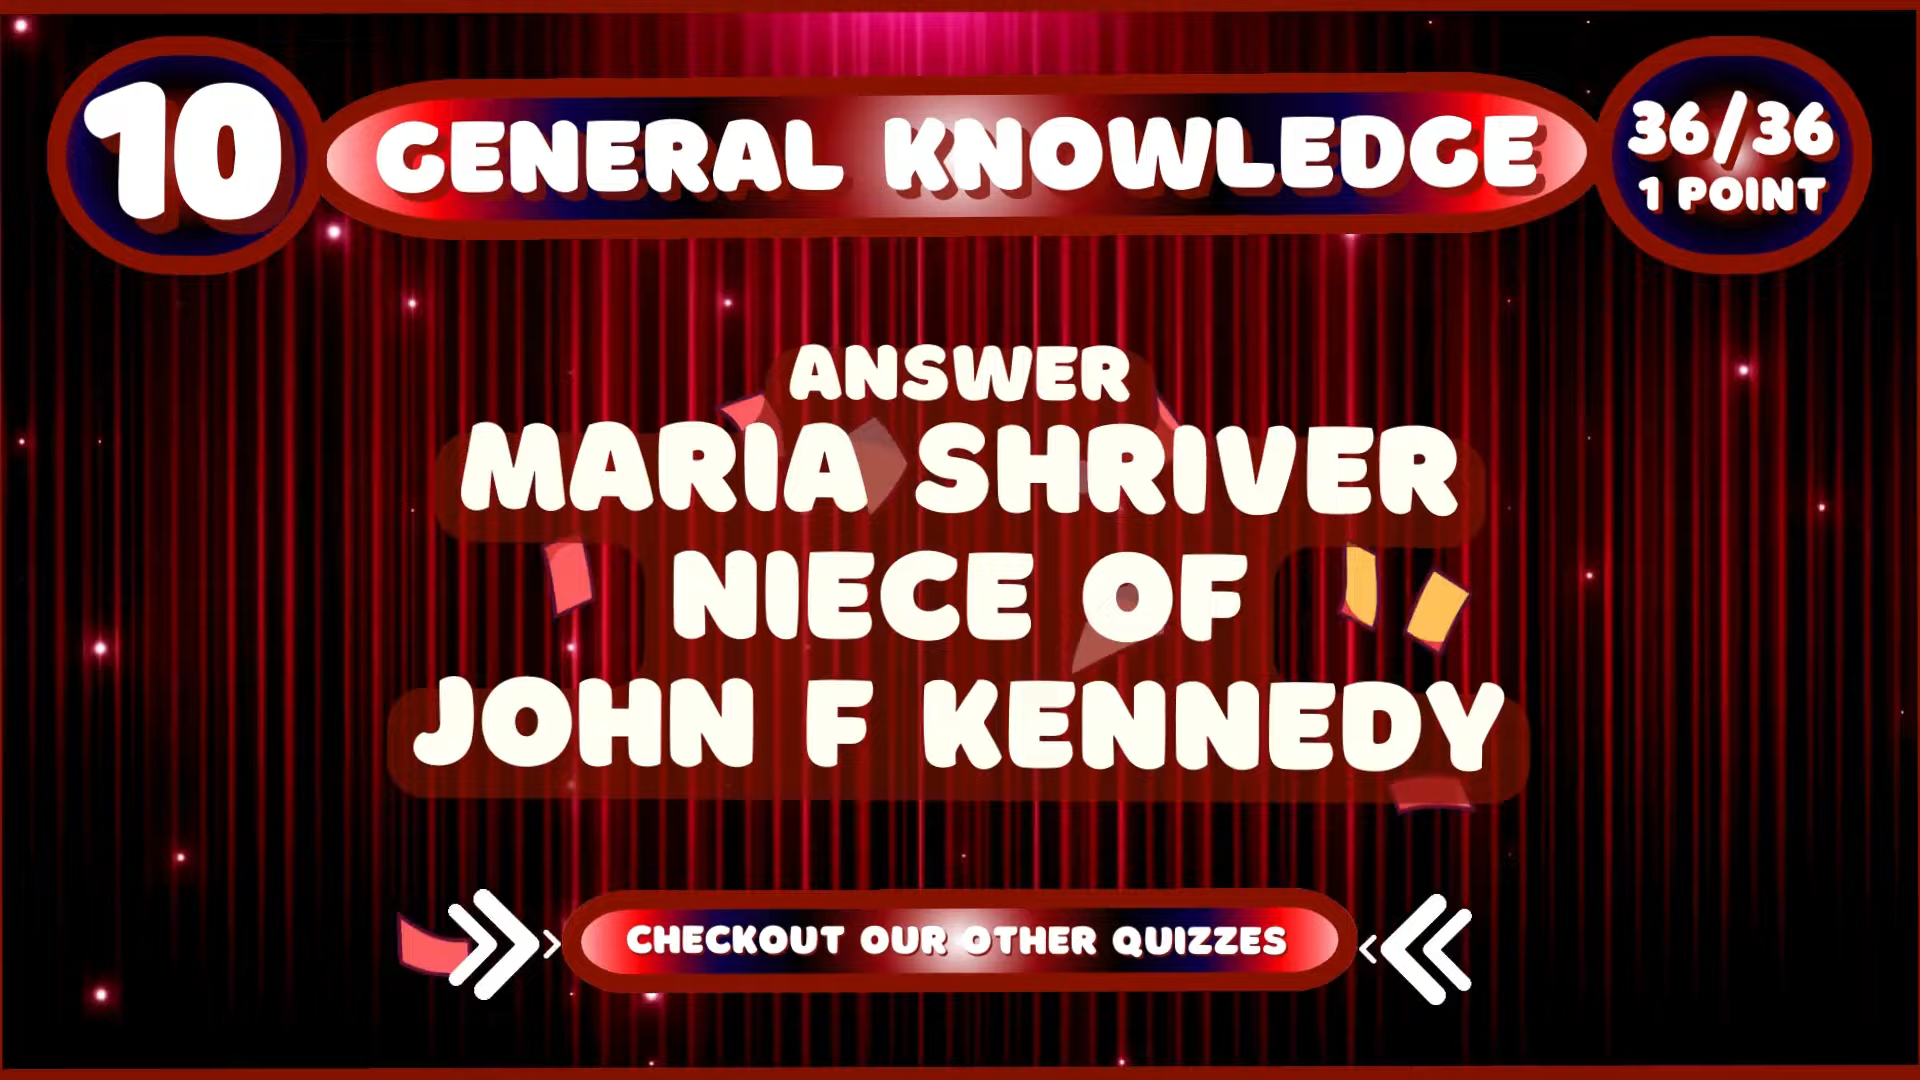 10
GENERAL KNOWLEDGE
36/36
1 POINT
ANSWER
MARIA SHRIVER
NIECE OF
JOHN F KENNEDY
CHECKOUT OUR OTHER QUIZZES